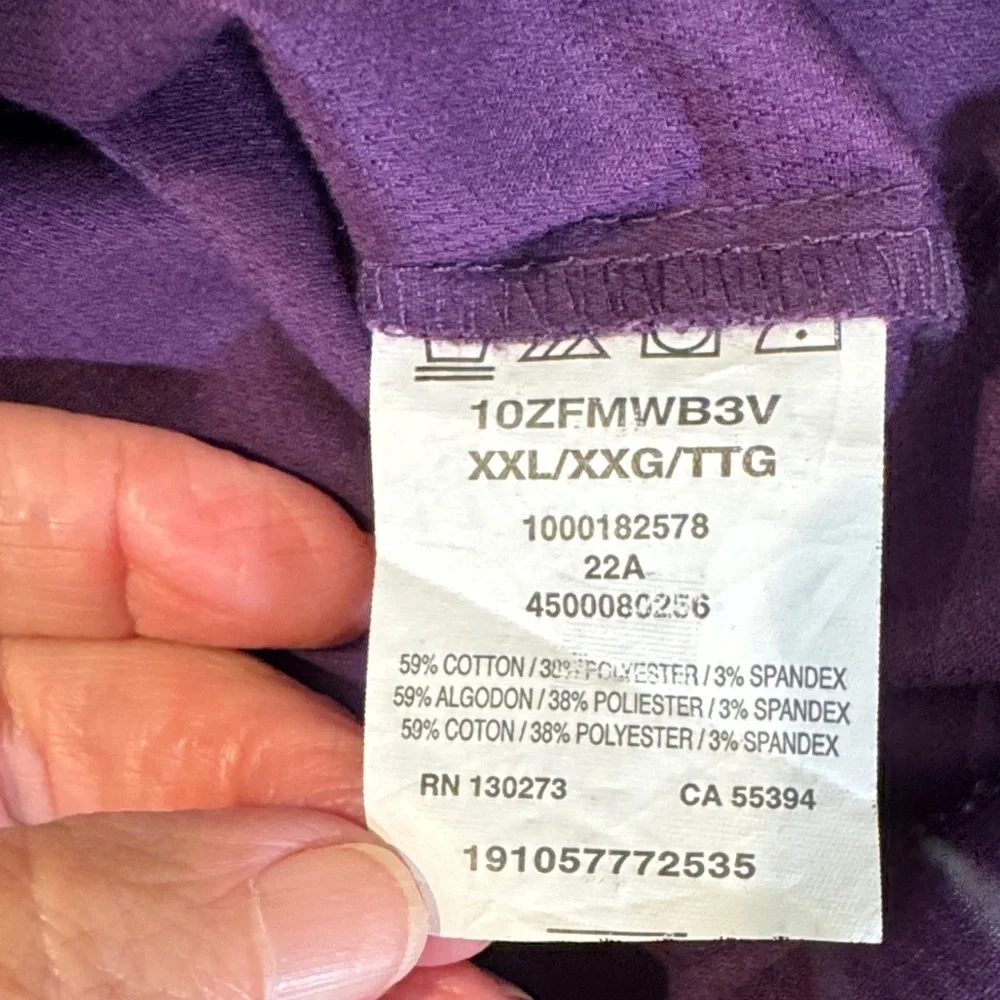 10ZFMWB3V
XXL/XXG/TTG
1000182578
22A
4500080256
59% COTTON / 38% POLYESTER / 3% SPANDEX
59% ALGODON / 38% POLIESTER / 3% SPANDEX
59% COTON / 38% POLYESTER / 3% SPANDEX
RN 130273 CA 55394
191057772535